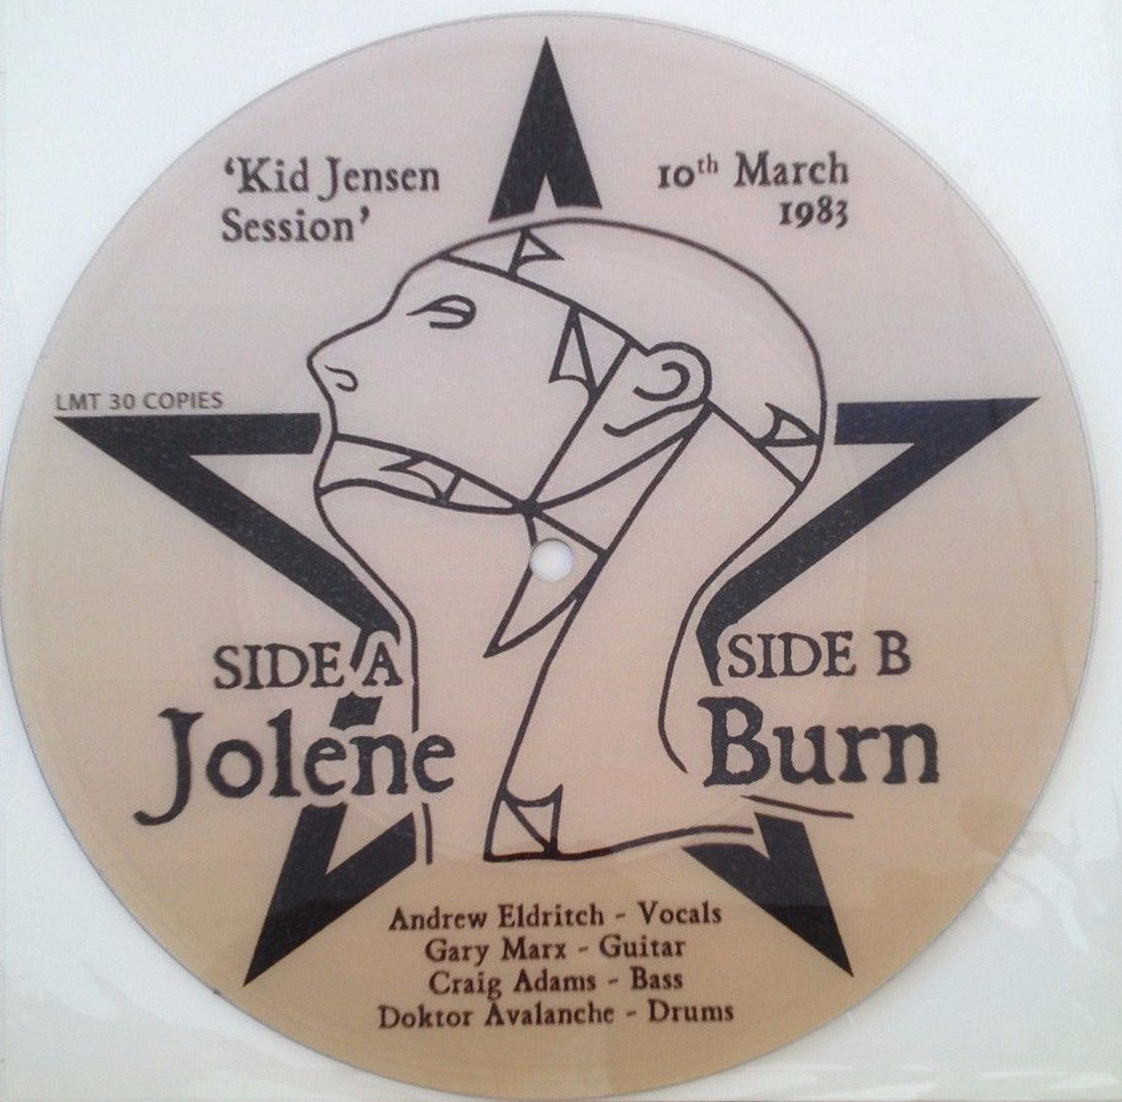 ‘Kid Jensen
Session’
10th March
1983
LMT 30 COPIES
SIDE A
Jolene
SIDE B
Burn
Andrew Eldritch - Vocals
Gary Marx - Guitar
Craig Adams - Bass
Doktor Avalanche - Drums